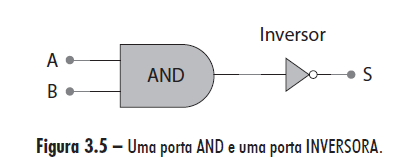 Inversor
A
AND
S
B
Figura 3.5 – Uma porta AND e uma porta INVERSORA.